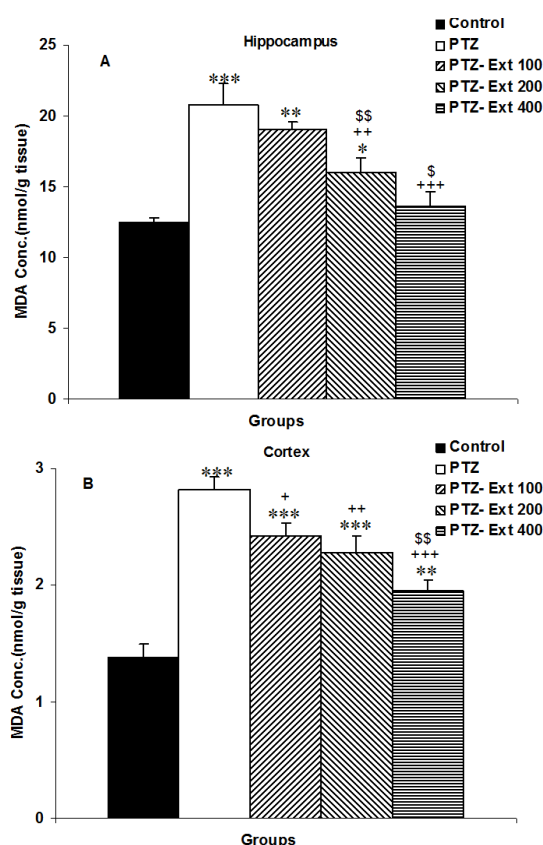 Hippocampus
A
Control
PTZ
PTZ- Ext 100
PTZ- Ext 200
PTZ- Ext 400
MDA Conc.(nmol/g tissue)
25
20
15
10
15
0
***
**
$$
++
*
$
+++
Groups
Cortex
B
Control
PTZ
PTZ- Ext 100
PTZ- Ext 200
PTZ- Ext 400
MDA Conc.(nmol/g tissue)
3
2
1
0
***
+
***
++
***
$$
+++
**
Groups